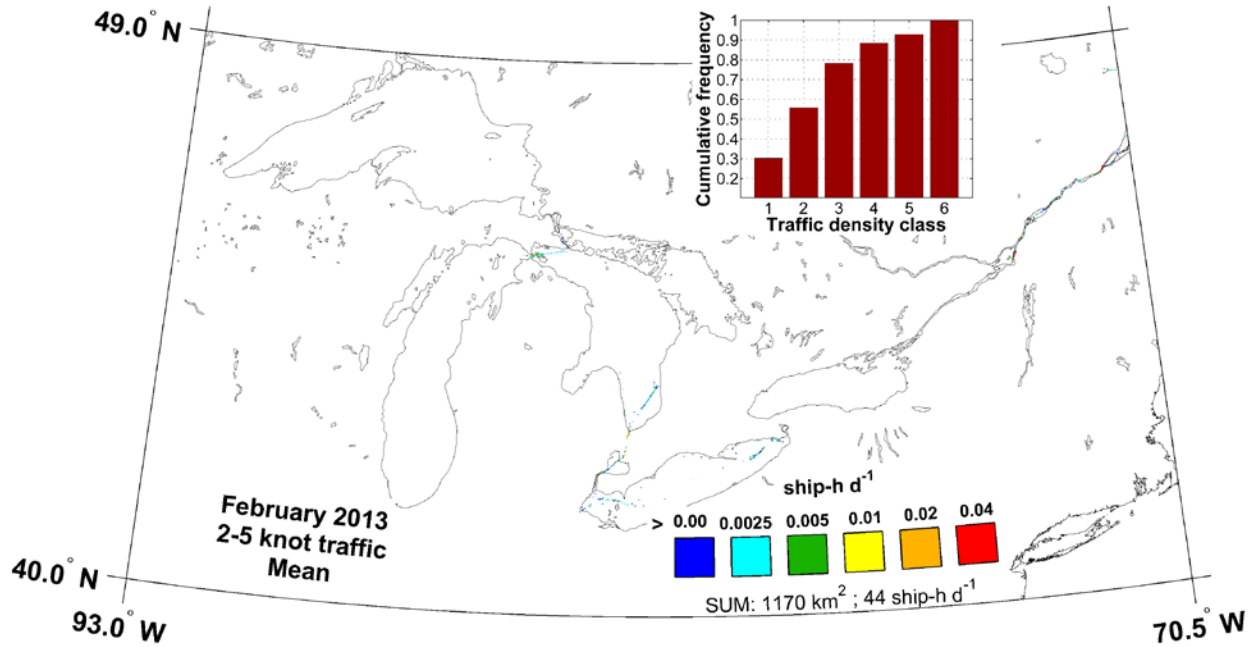 49.0° N
Cumulative frequency
1
0.9
0.8
0.7
0.6
0.5
0.4
0.3
0.2
1 2 3 4 5 6
Traffic density class
February 2013
2-5 knot traffic
Mean
ship-h d⁻¹
> 0.00 0.0025 0.005 0.01 0.02 0.04
SUM: 1170 km² ; 44 ship-h d⁻¹
40.0° N
93.0° W
70.5° W